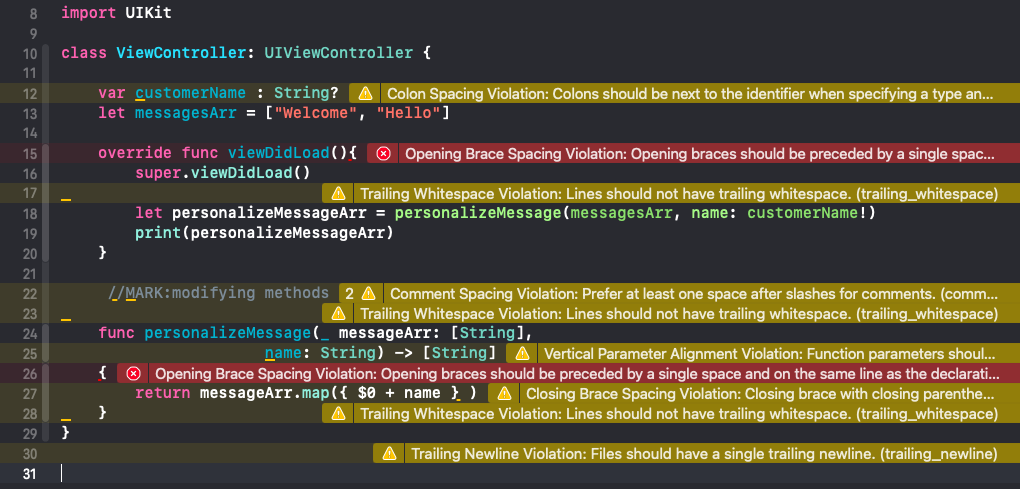 8 import UIKit
9
10 class ViewController: UIViewController {
11
12 var customerName : String? Colon Spacing Violation: Colons should be next to the identifier when specifying a type an...
13 let messagesArr = ["Welcome", "Hello"]
14
15 override func viewDidLoad(){ Opening Brace Spacing Violation: Opening braces should be preceded by a single spac...
16 super.viewDidLoad()
17 Trailing Whitespace Violation: Lines should not have trailing whitespace. (trailing_whitespace)
18 let personalizeMessageArr = personalizeMessage(messagesArr, name: customerName!)
19 print(personalizeMessageArr)
20 }
21
22 //MARK:modifying methods 2 Comment Spacing Violation: Prefer at least one space after slashes for comments. (comm...
23 Trailing Whitespace Violation: Lines should not have trailing whitespace. (trailing_whitespace)
24 func personalizeMessage(_ messageArr: [String],
25 name: String) -> [String] Vertical Parameter Alignment Violation: Function parameters shoul...
26 { Opening Brace Spacing Violation: Opening braces should be preceded by a single space and on the same line as the declarati...
27 return messageArr.map({ $0 + name } ) Closing Brace Spacing Violation: Closing brace with closing parenthe...
28 } Trailing Whitespace Violation: Lines should not have trailing whitespace. (trailing_whitespace)
29 }
30 Trailing Newline Violation: Files should have a single trailing newline. (trailing_newline)
31